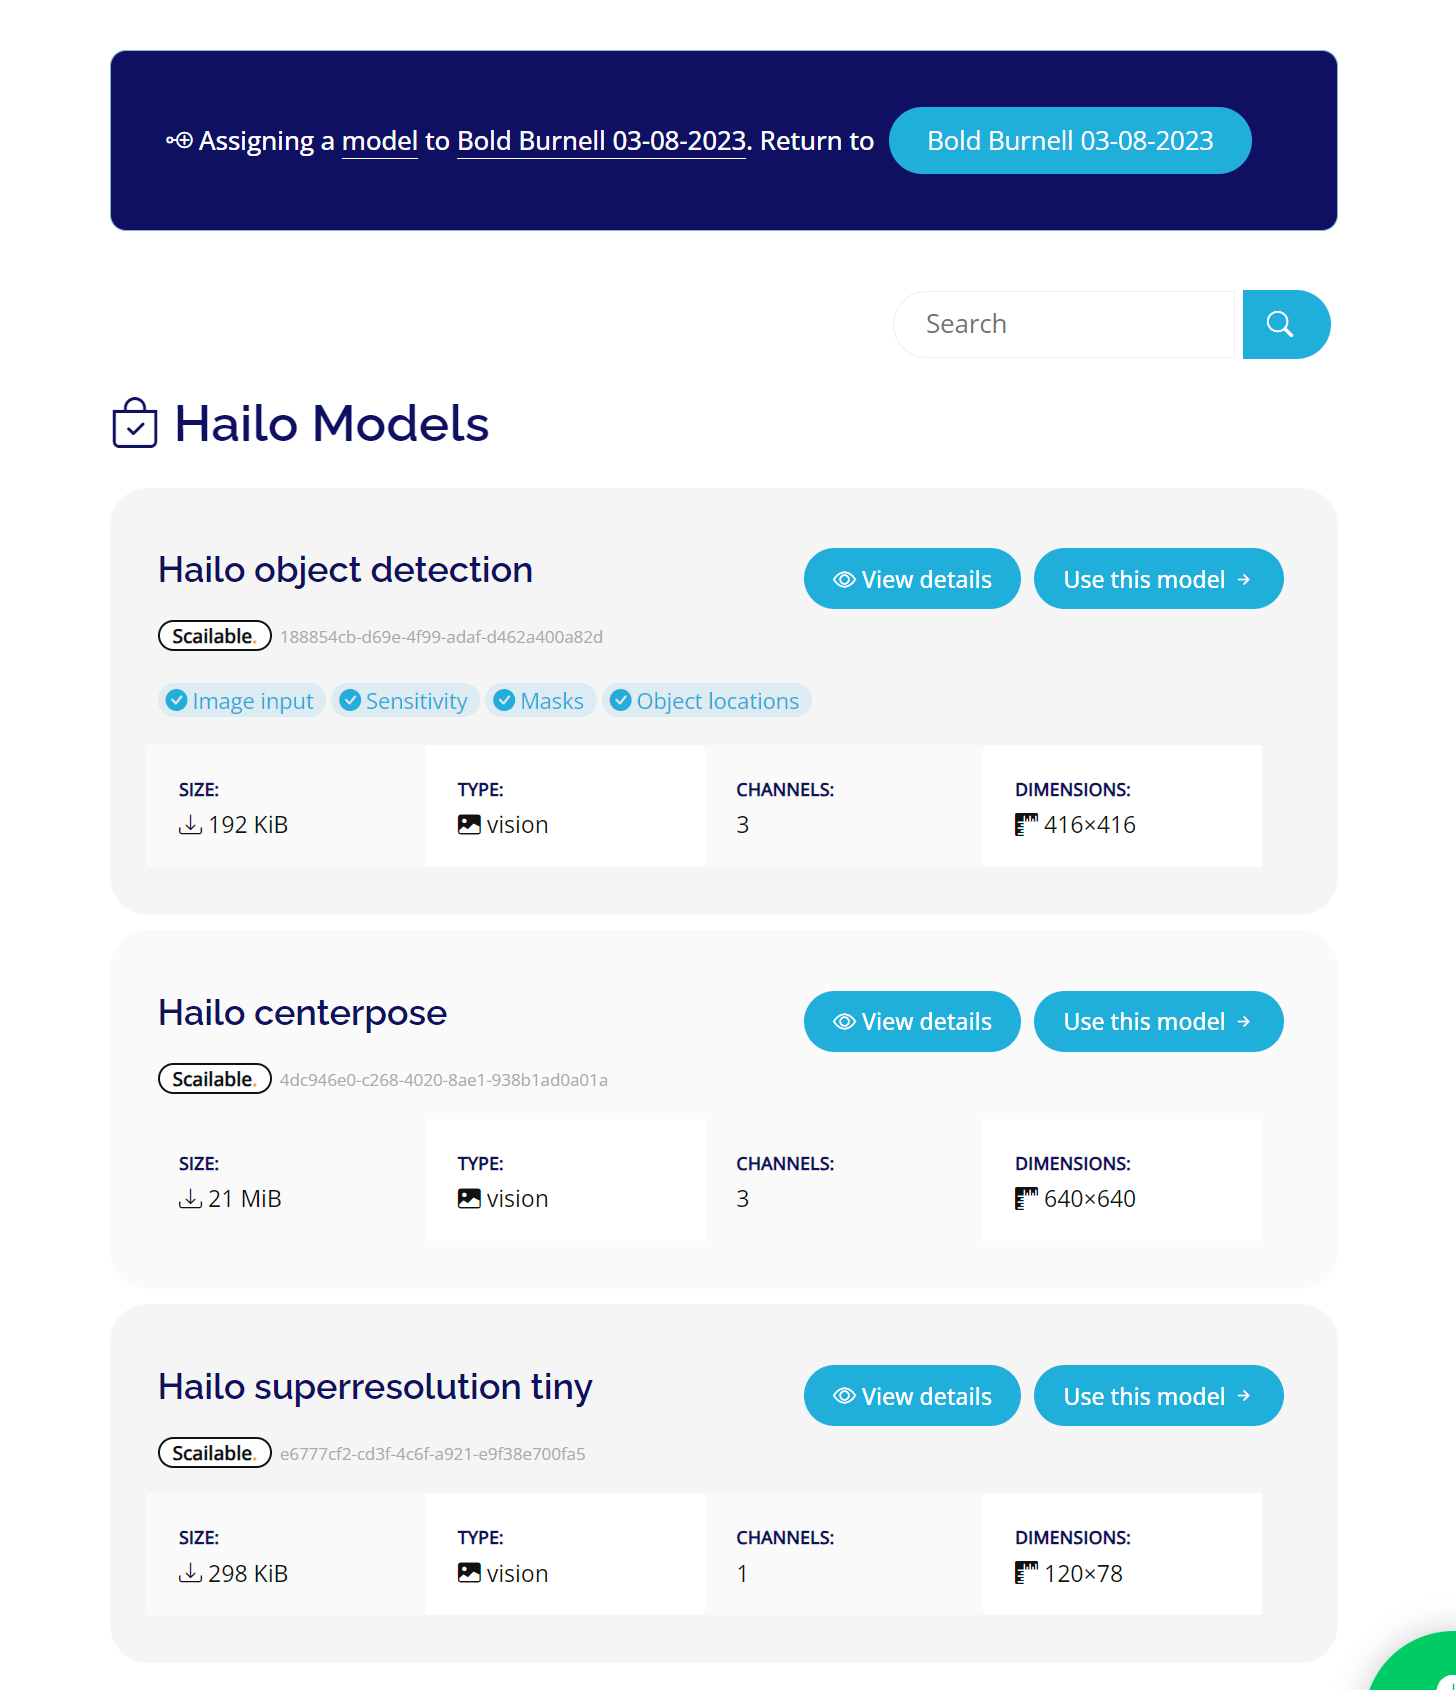 Assigning a model to Bold Burnell 03-08-2023. Return to Bold Burnell 03-08-2023
Search
Hailo Models
Hailo object detection
View details
Use this model
Scailable. 188854cb-d69e-4f99-adaf-d462a400a82d
Image input Sensitivity Masks Object locations
SIZE: TYPE: CHANNELS: DIMENSIONS:
192 KiB vision 3 416×416
Hailo centerpose
View details
Use this model
Scailable. 4dc946e0-c268-4020-8ae1-938b1ad0a01a
SIZE: TYPE: CHANNELS: DIMENSIONS:
21 MiB vision 3 640×640
Hailo superresolution tiny
View details
Use this model
Scailable. e6777cf2-cd3f-4c6f-a921-e9f38e700fa5
SIZE: TYPE: CHANNELS: DIMENSIONS:
298 KiB vision 1 120×78